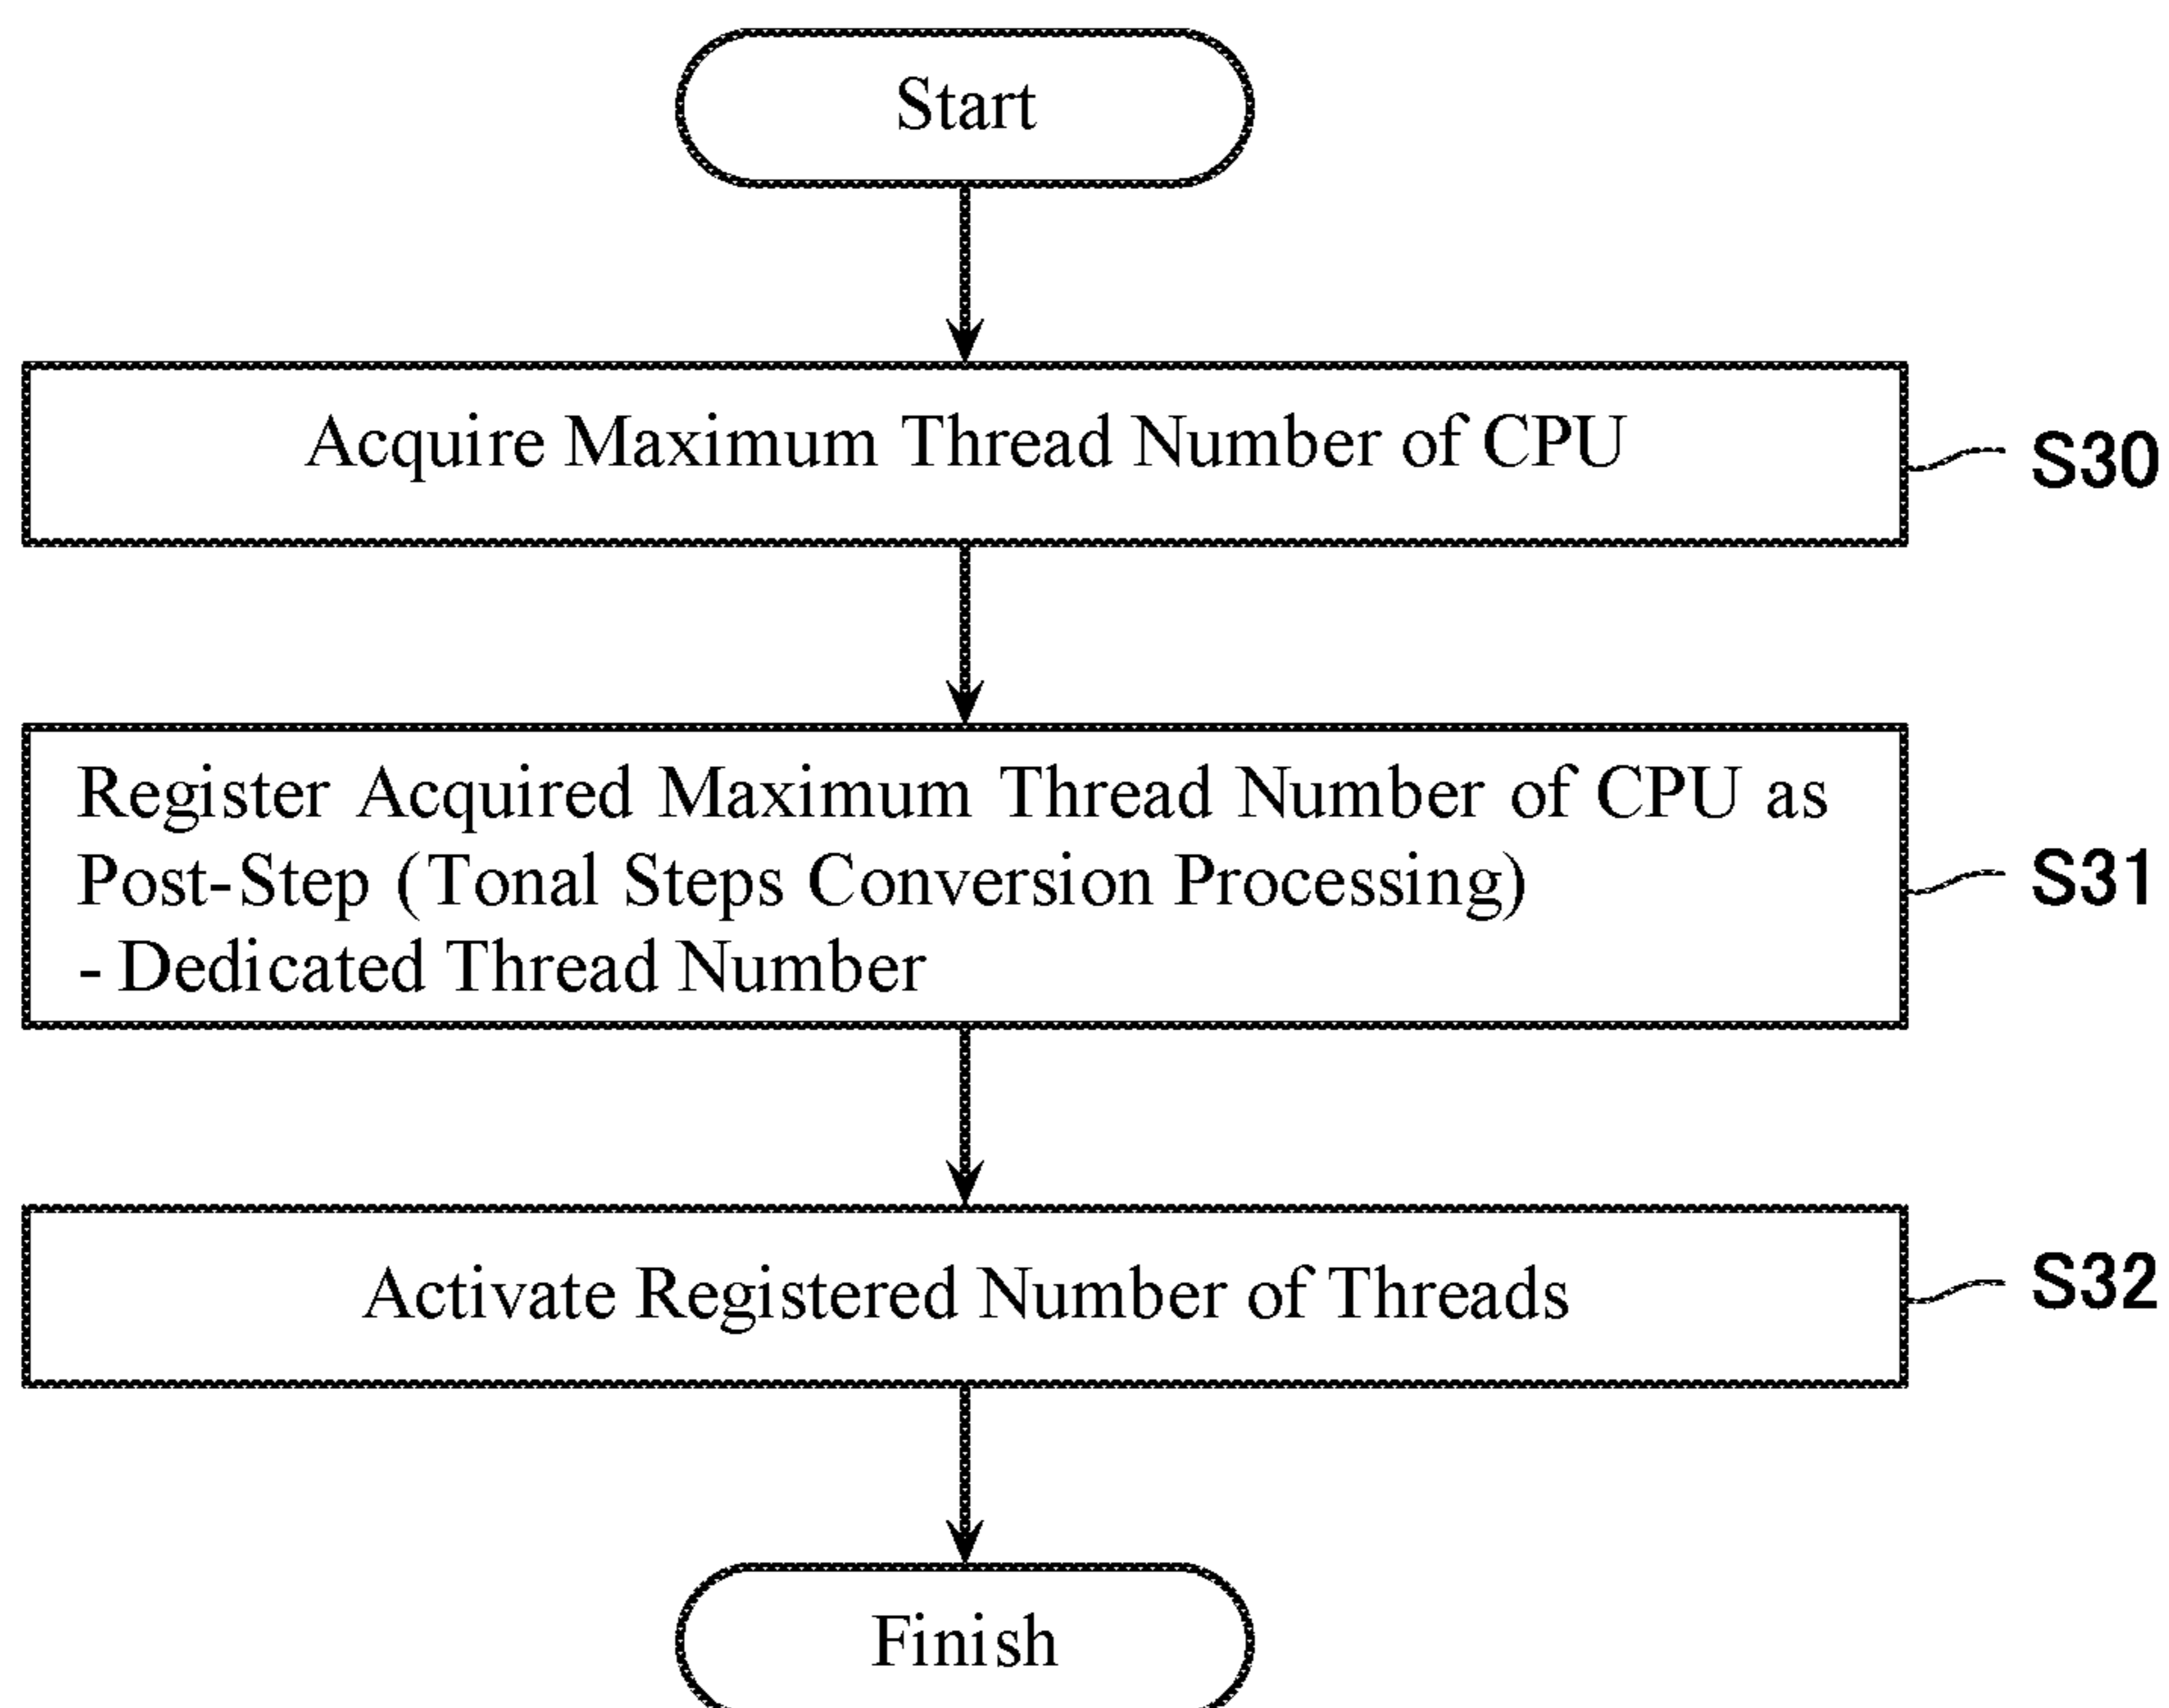 Start
Acquire Maximum Thread Number of CPU
S30
Register Acquired Maximum Thread Number of CPU as
Post-Step (Tonal Steps Conversion Processing)
- Dedicated Thread Number
S31
Activate Registered Number of Threads
S32
Finish